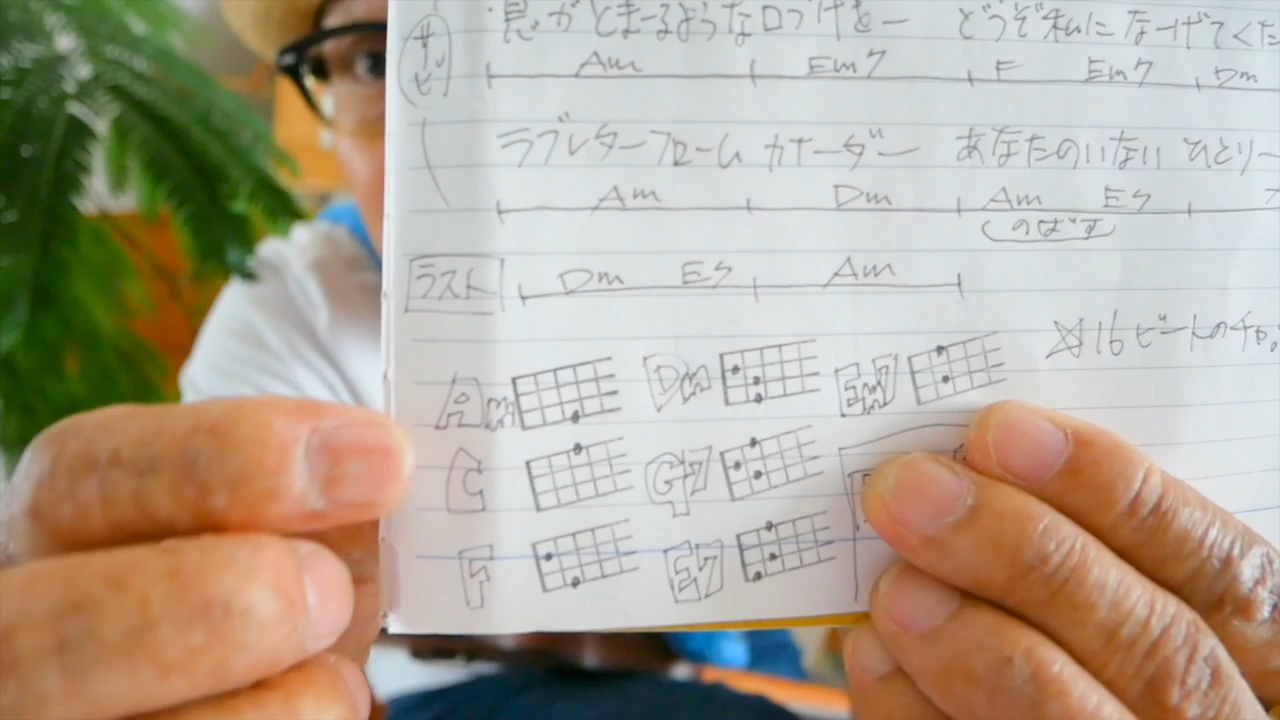 息がとまーるような口づけをー どうぞ私に なーげてくだ
サビ Am Em7 F Em7 Dm
ラブレターフローム カナーダー あなたのいない ひとりー
Am Dm Am E7
のばす
ラスト Dm E7 Am
☆16ビートのチャ
Am Dm Em7
C G7
F E7